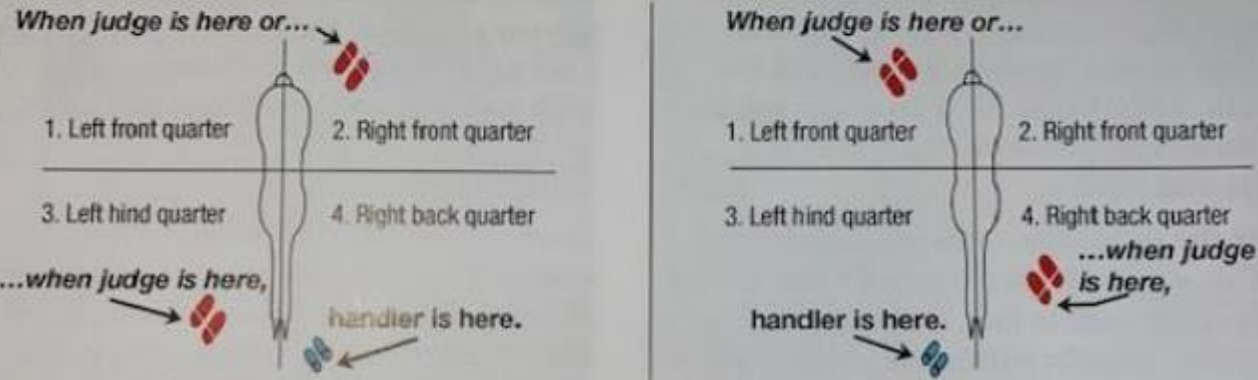 When judge is here or...
1. Left front quarter
2. Right front quarter
3. Left hind quarter
4. Right back quarter
...when judge is here,
handler is here.
When judge is here or...
1. Left front quarter
2. Right front quarter
3. Left hind quarter
4. Right back quarter
...when judge
is here,
handler is here.